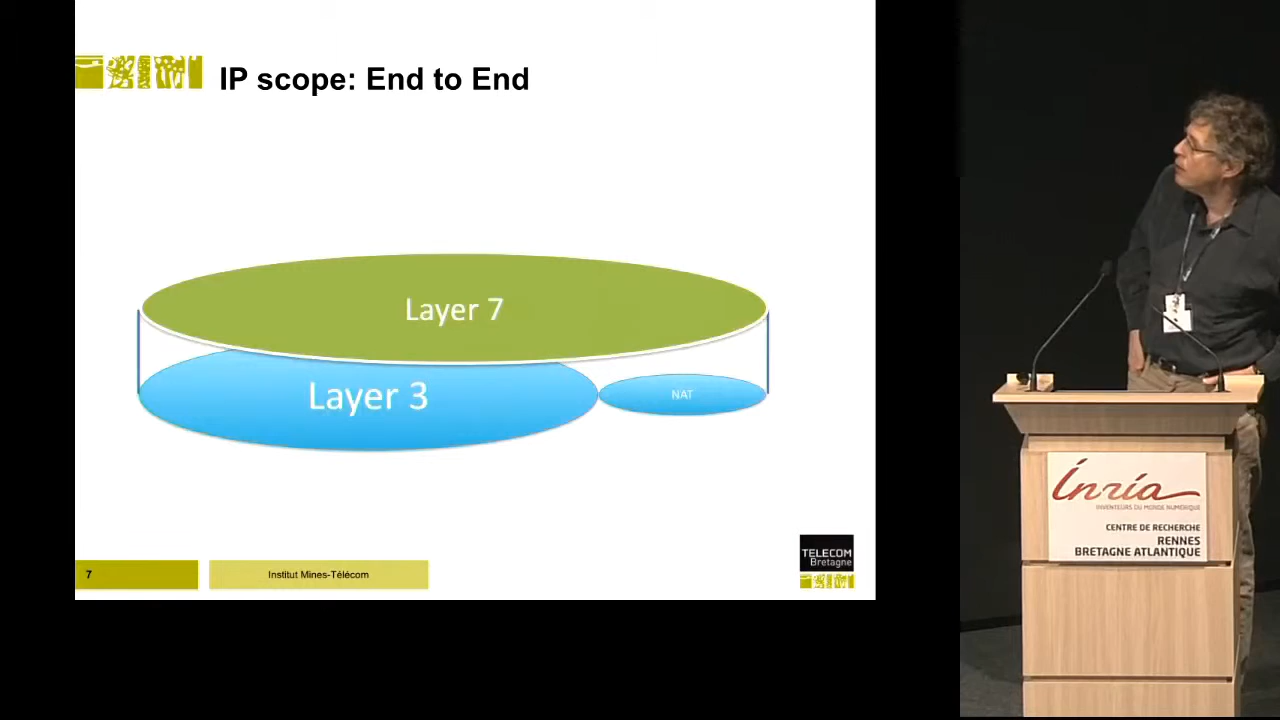 IP scope: End to End
Layer 7
Layer 3
NAT
7
Institut Mines-Télécom
TELECOM
Bretagne
inria
INVENTEURS DU MONDE NUMÉRIQUE
CENTRE DE RECHERCHE
RENNES
BRETAGNE ATLANTIQUE